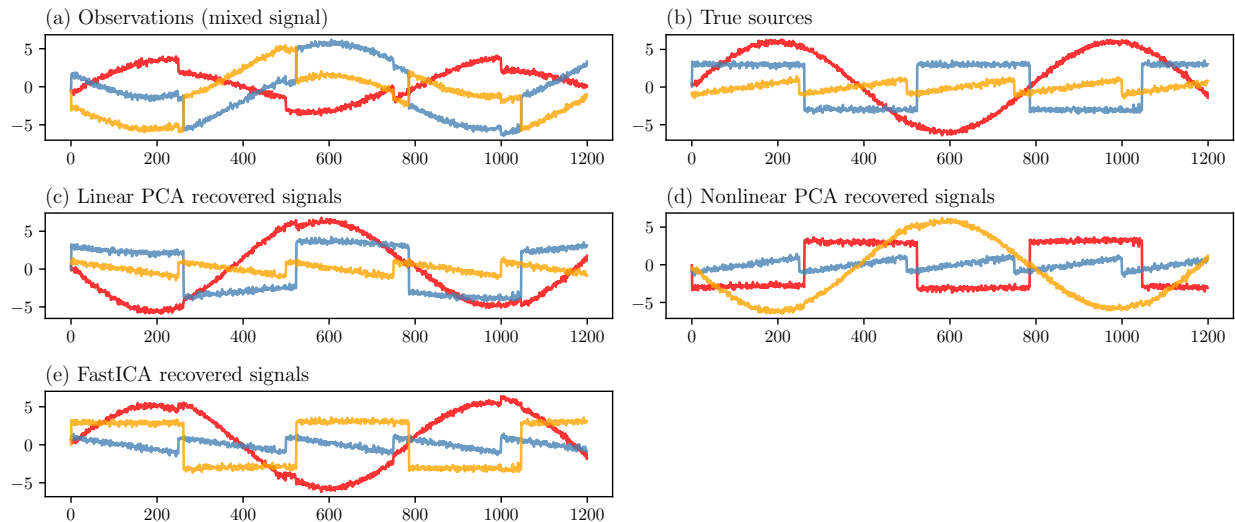 (a) Observations (mixed signal)
5
0
−5
0 200 400 600 800 1000 1200
(b) True sources
5
0
−5
0 200 400 600 800 1000 1200
(c) Linear PCA recovered signals
5
0
−5
0 200 400 600 800 1000 1200
(d) Nonlinear PCA recovered signals
5
0
−5
0 200 400 600 800 1000 1200
(e) FastICA recovered signals
5
0
−5
0 200 400 600 800 1000 1200